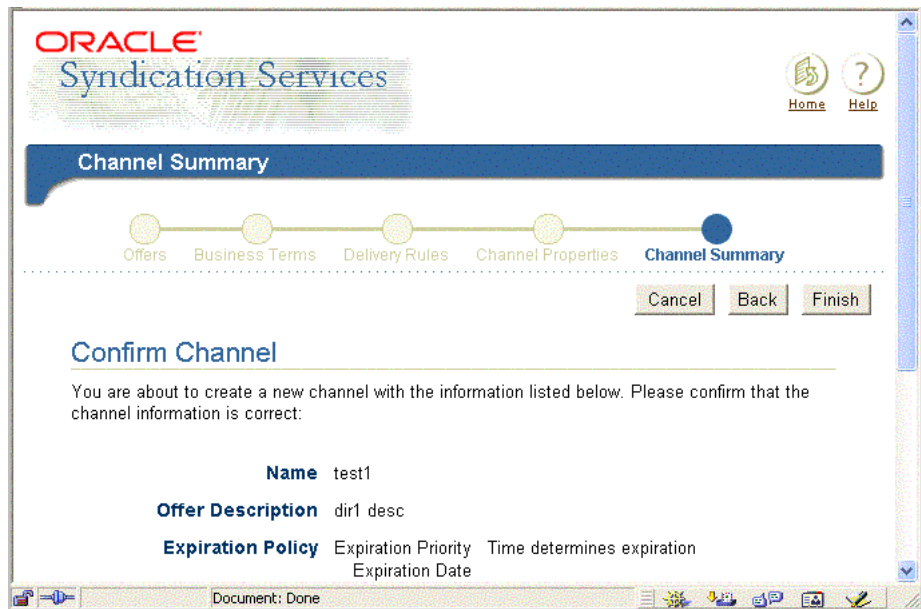 ORACLE
Syndication Services
Home
Help
Channel Summary
Offers
Business Terms
Delivery Rules
Channel Properties
Channel Summary
Cancel
Back
Finish
Confirm Channel
You are about to create a new channel with the information listed below. Please confirm that the
channel information is correct:
Name test1
Offer Description dir1 desc
Expiration Policy Expiration Priority Time determines expiration
Expiration Date
Document: Done